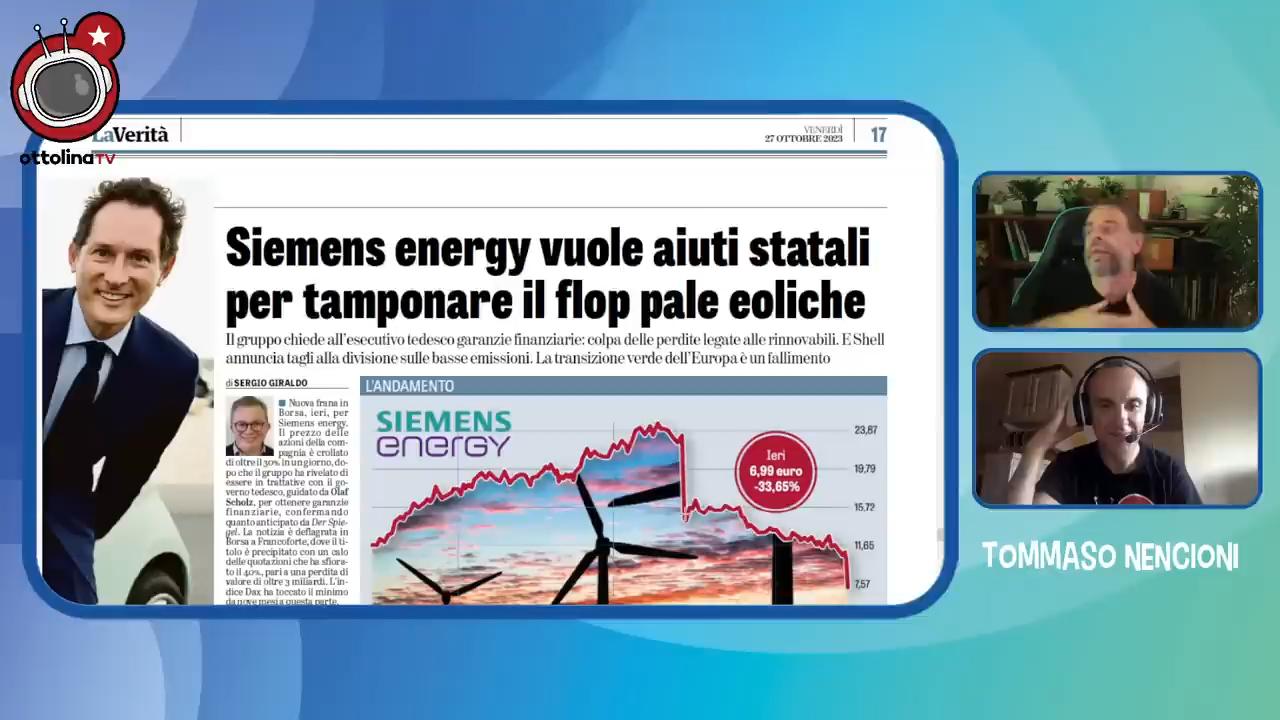 ottolinaTV
LaVerità
VENERDÌ
27 OTTOBRE 2023
17
Siemens energy vuole aiuti statali
per tamponare il flop pale eoliche
Il gruppo chiede all'esecutivo tedesco garanzie finanziarie: colpa delle perdite legate alle rinnovabili. E Shell
annuncia tagli alla divisione sulle basse emissioni. La transizione verde dell'Europa è un fallimento
di SERGIO GIRALDO
Nuova frana in
Borsa, ieri, per
Siemens energy.
Il prezzo delle
azioni della com-
pagnia è crollato
di oltre il 30% in un giorno, do-
po che il gruppo ha rivelato di
essere in trattative con il go-
verno tedesco, guidato da Olaf
Scholz, per ottenere garanzie
finanziarie, confermando
quanto anticipato da Der Spie-
gel. La notizia è deflagrata in
Borsa a Francoforte, dove il ti-
tolo è precipitato con un calo
delle quotazioni che ha sfiora-
to il 40%, pari a una perdita di
valore di oltre 3 miliardi. L'in-
dice Dax ha toccato il minimo
da nove mesi a questa parte.
L'ANDAMENTO
SIEMENS
energy
Ieri
6,99 euro
-33,65%
23,87
19,79
15,72
11,65
7,57
TOMMASO NENCIONI